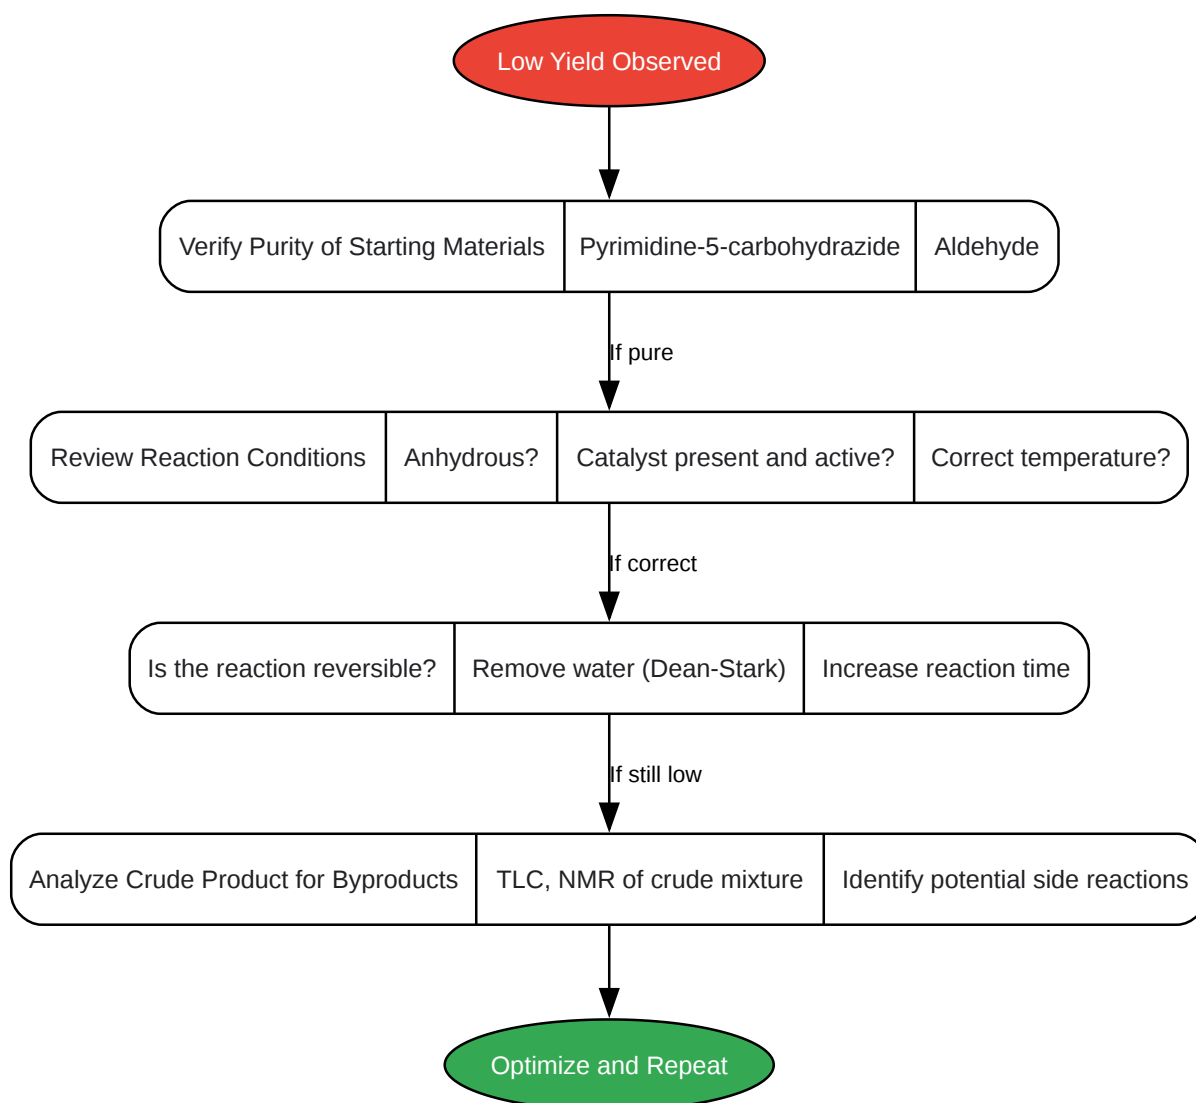 Low Yield Observed
Verify Purity of Starting Materials
Pyrimidine-5-carbohydrazide
Aldehyde
If pure
Review Reaction Conditions
Anhydrous?
Catalyst present and active?
Correct temperature?
If correct
Is the reaction reversible?
Remove water (Dean-Stark)
Increase reaction time
If still low
Analyze Crude Product for Byproducts
TLC, NMR of crude mixture
Identify potential side reactions
Optimize and Repeat